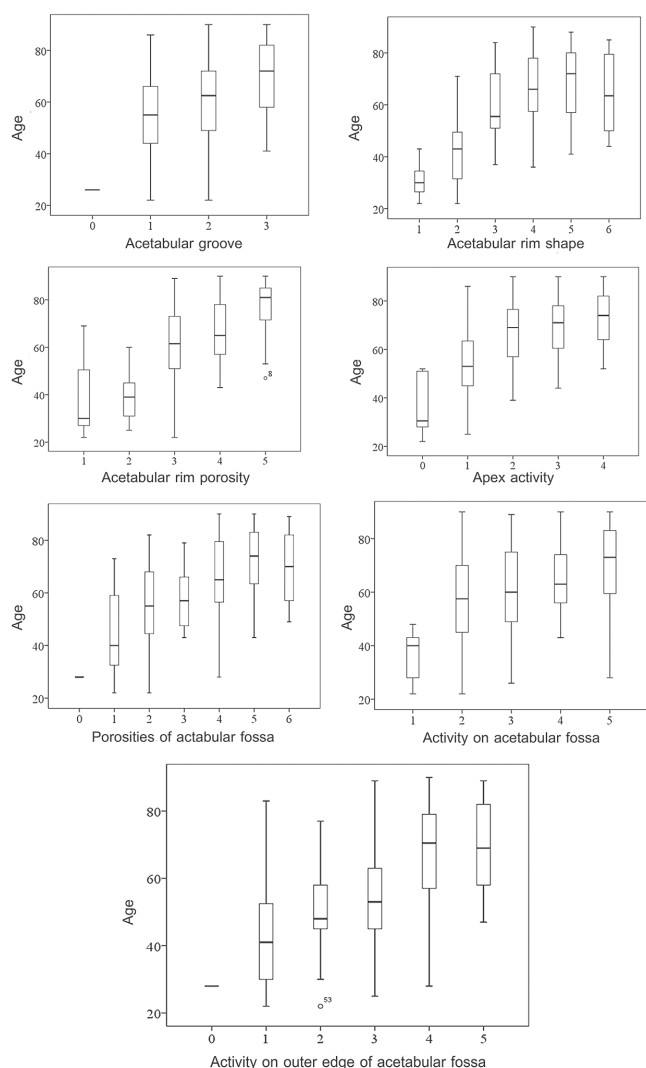 Age
80
60
40
20
0 1 2 3
Acetabular groove
Age
80
60
40
20
1 2 3 4 5 6
Acetabular rim shape
Age
80
60
40
20
8
1 2 3 4 5
Acetabular rim porosity
Age
80
60
40
20
0 1 2 3 4
Apex activity
Age
80
60
40
20
0 1 2 3 4 5 6
Porosities of actabular fossa
Age
80
60
40
20
1 2 3 4 5
Activity on acetabular fossa
Age
80
60
40
20
53
0 1 2 3 4 5
Activity on outer edge of acetabular fossa